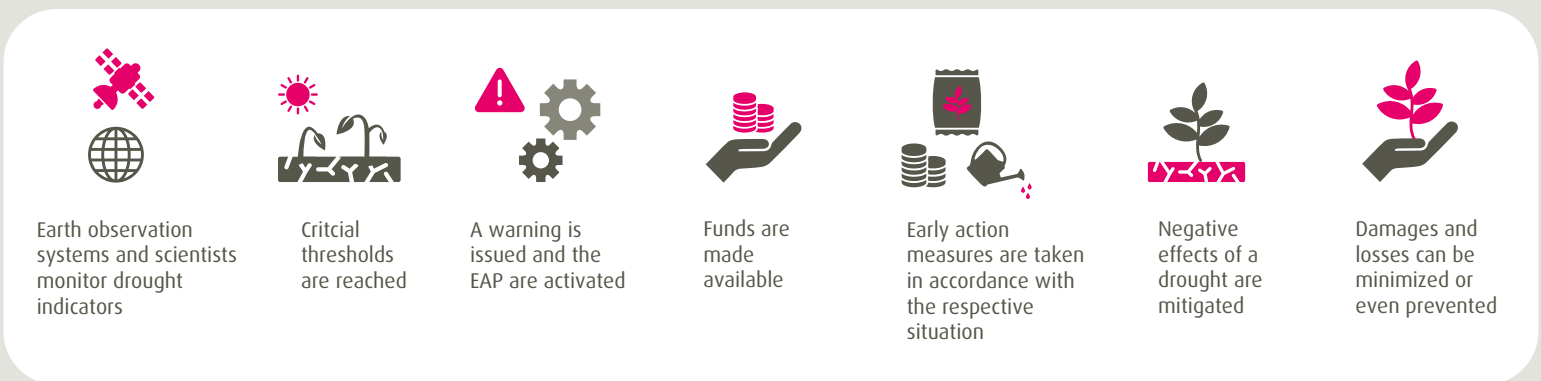 Earth observation
systems and scientists
monitor drought
indicators
Critcial
thresholds
are reached
A warning is
issued and the
EAP are activated
Funds are
made
available
Early action
measures are taken
in accordance with
the respective
situation
Negative
effects of a
drought are
mitigated
Damages and
losses can be
minimized or
even prevented